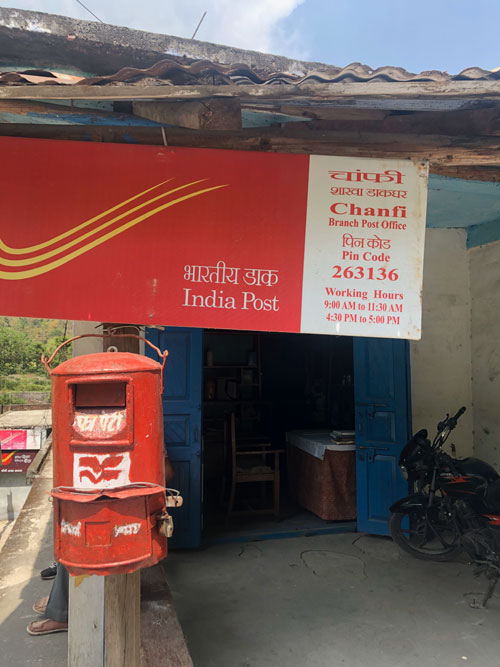 चांफी
शाखा डाकघर
Chanfi
Branch Post Office
पिन कोड
Pin Code
263136
Working Hours
9:00 AM to 11:30 AM
4:30 PM to 5:00 PM
भारतीय डाक
India Post